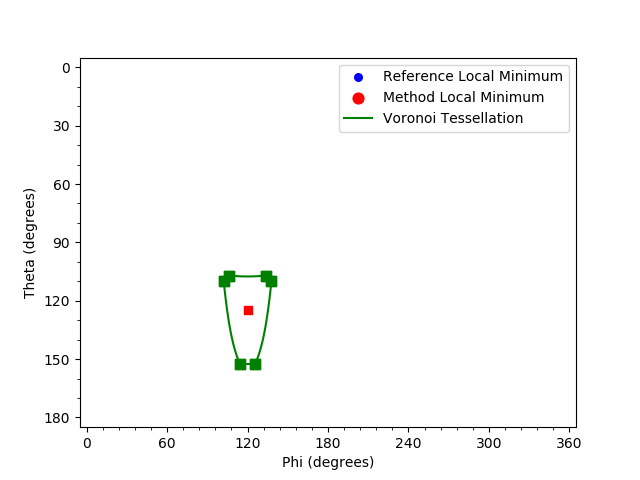 Reference Local Minimum
Method Local Minimum
Voronoi Tessellation
0
30
60
90
120
150
180
Theta (degrees)
0 60 120 180 240 300 360
Phi (degrees)